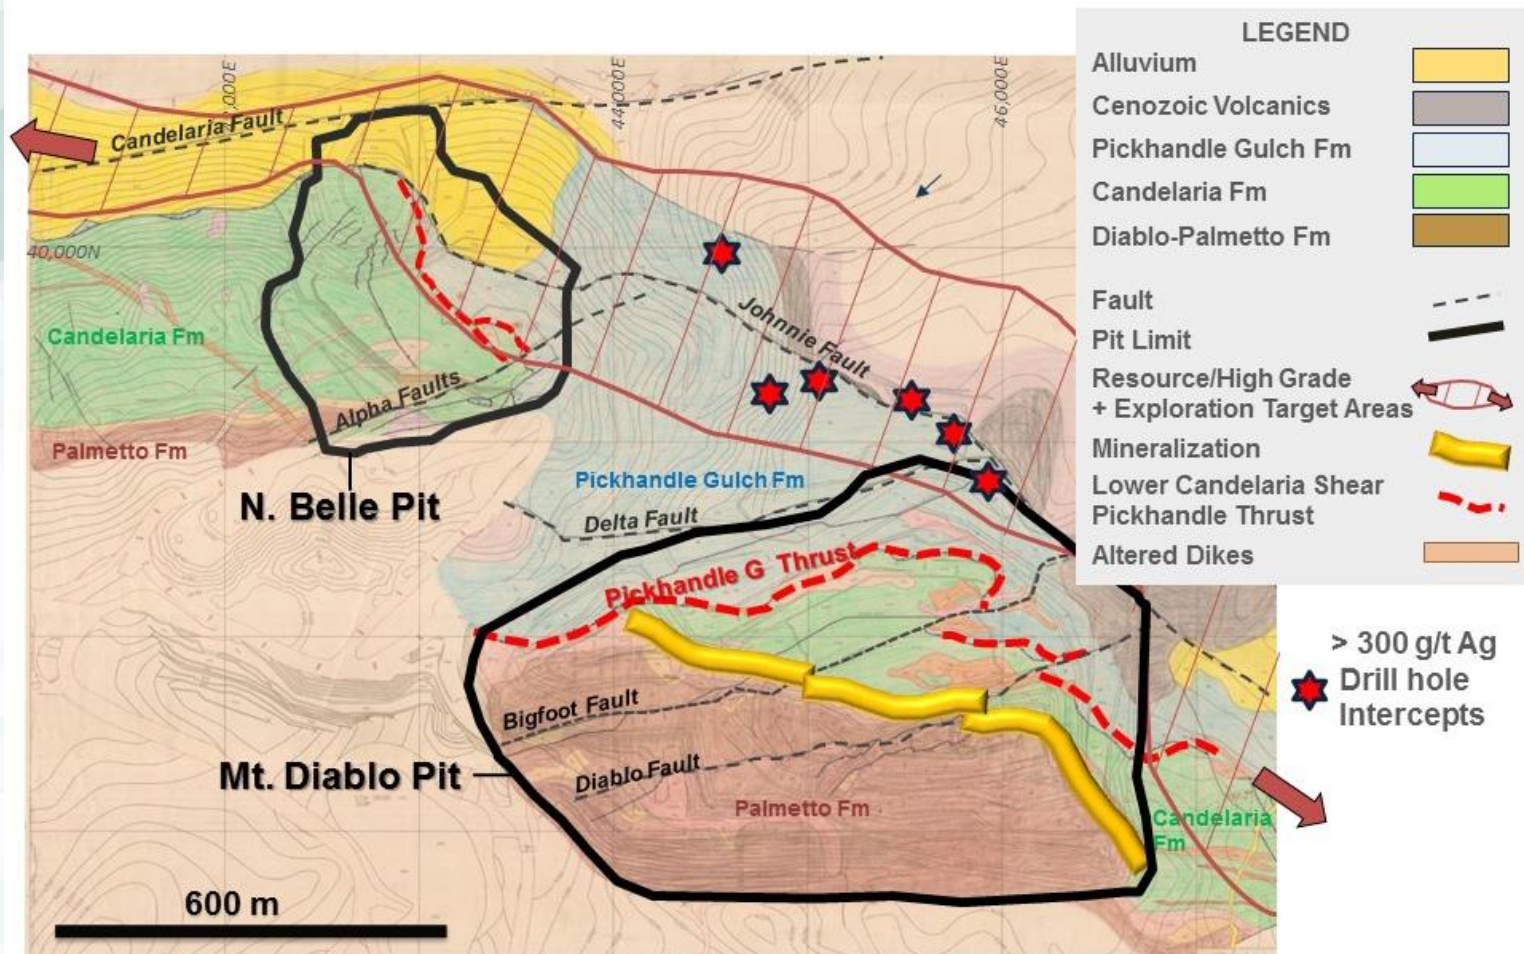 LEGEND
Alluvium
Cenozoic Volcanics
Pickhandle Gulch Fm
Candelaria Fm
Diablo-Palmetto Fm
Fault
Pit Limit
Resource/High Grade
+ Exploration Target Areas
Mineralization
Lower Candelaria Shear
Pickhandle Thrust
Altered Dikes
> 300 g/t Ag
Drill hole
Intercepts
,000E
44,000E
46,000E
Candelaria Fault
40,000N
Johnnie Fault
Candelaria Fm
Alpha Faults
Palmetto Fm
N. Belle Pit
Pickhandle Gulch Fm
Delta Fault
Pickhandle G Thrust
Bigfoot Fault
Mt. Diablo Pit
Diablo Fault
Palmetto Fm
Candelaria
Fm
600 m